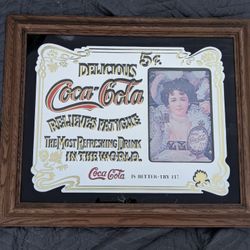 5¢
DELICIOUS
Coca-Cola
RELIEVES FATIGUE
THE MOST REFRESHING DRINK
IN THE WORLD.
Coca-Cola IS BETTER-TRY IT!